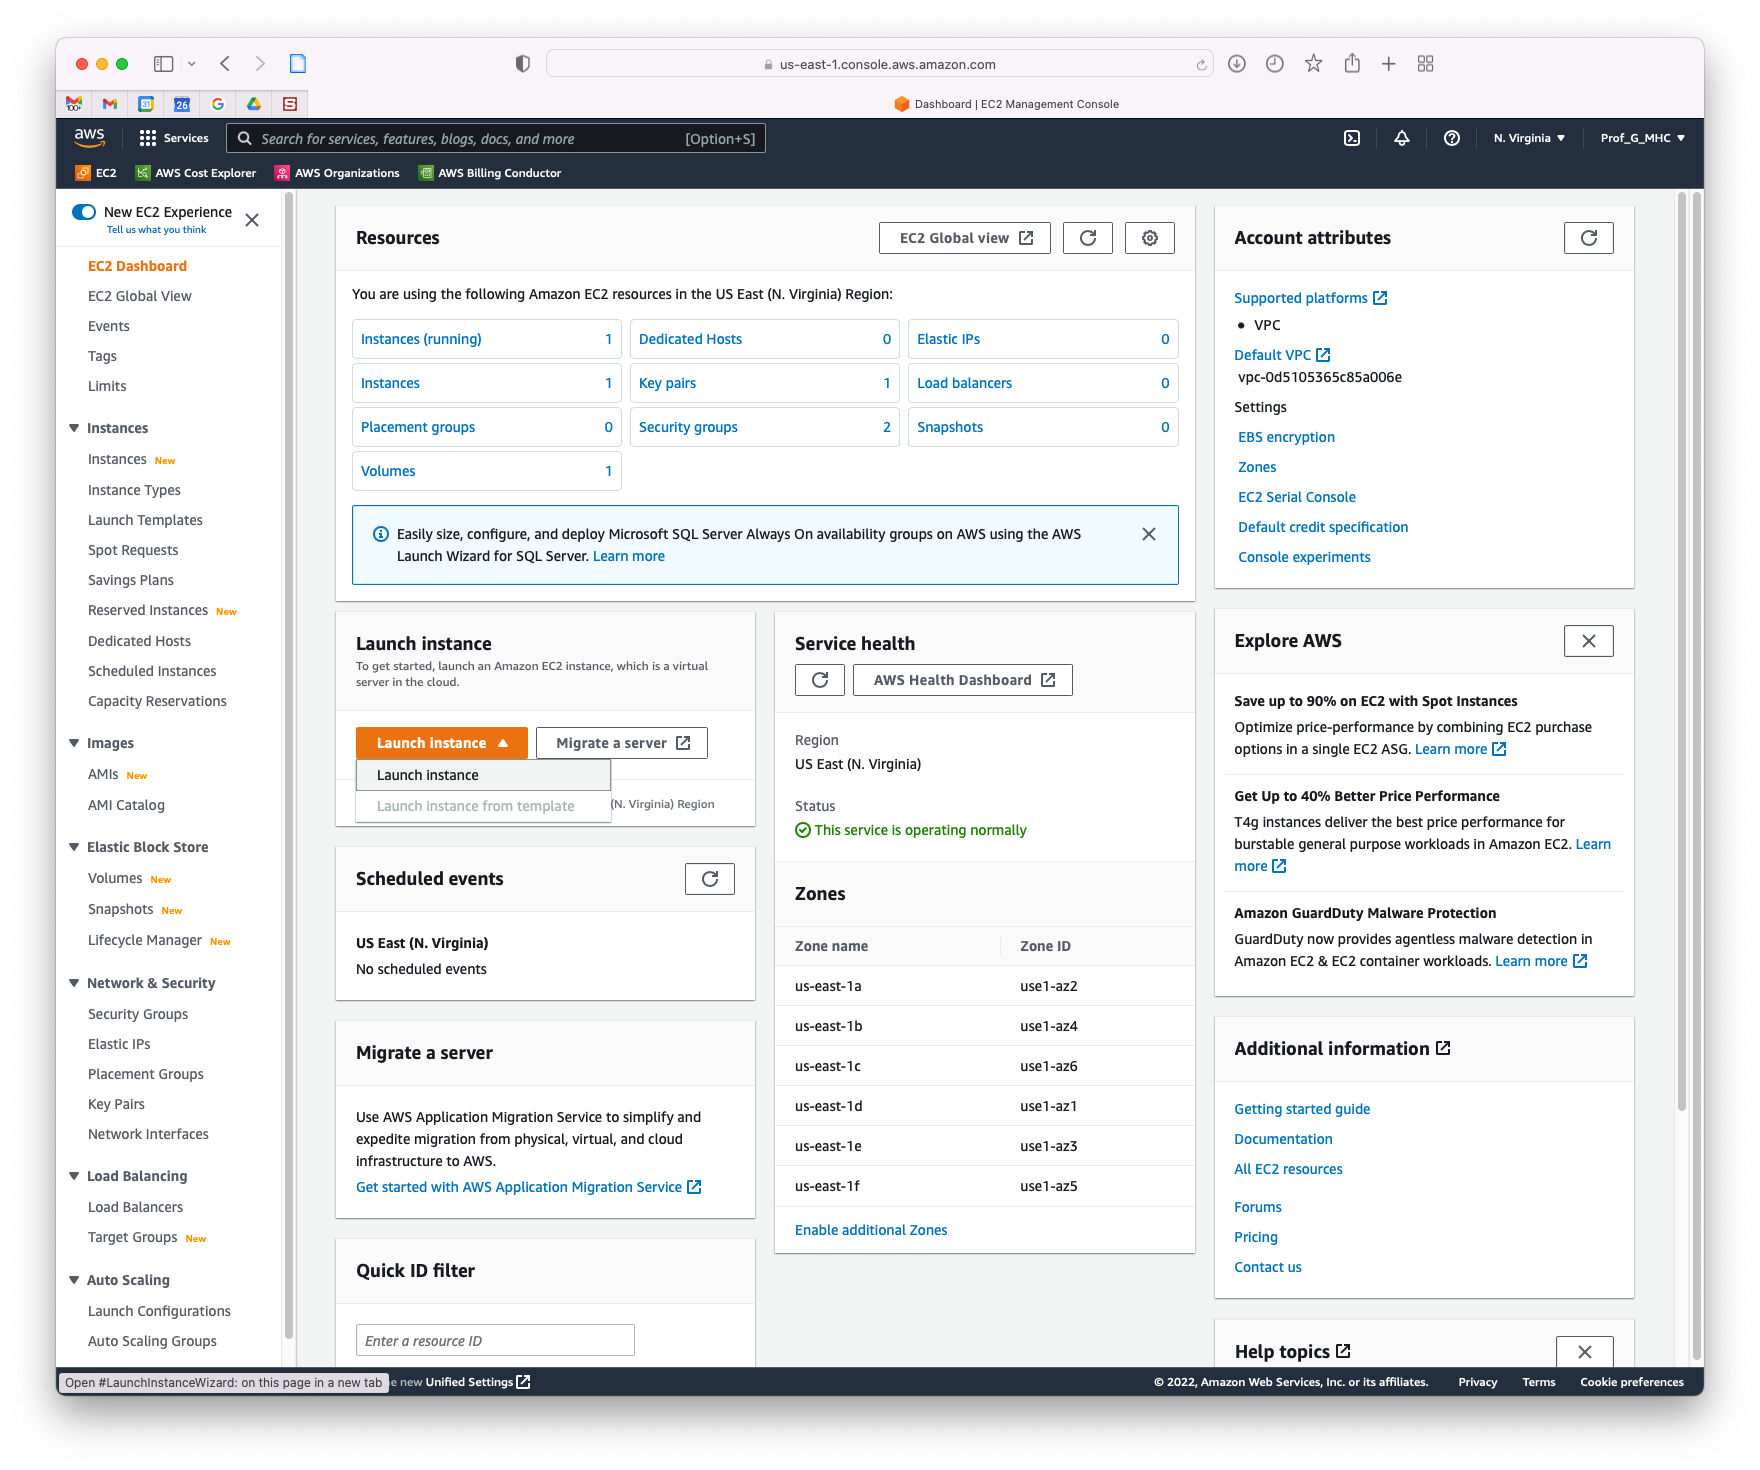 us-east-1.console.aws.amazon.com
Dashboard | EC2 Management Console
aws
Services
Search for services, features, blogs, docs, and more
[Option+S]
N. Virginia
Prof_G_MHC
EC2
AWS Cost Explorer
AWS Organizations
AWS Billing Conductor
New EC2 Experience
Tell us what you think
EC2 Dashboard
EC2 Global View
Events
Tags
Limits
Instances
Instances New
Instance Types
Launch Templates
Spot Requests
Savings Plans
Reserved Instances New
Dedicated Hosts
Scheduled Instances
Capacity Reservations
Images
AMIs New
AMI Catalog
Elastic Block Store
Volumes New
Snapshots New
Lifecycle Manager New
Network & Security
Security Groups
Elastic IPs
Placement Groups
Key Pairs
Network Interfaces
Load Balancing
Load Balancers
Target Groups New
Auto Scaling
Launch Configurations
Auto Scaling Groups
Resources
EC2 Global view
You are using the following Amazon EC2 resources in the US East (N. Virginia) Region:
Instances (running) 1
Dedicated Hosts 0
Elastic IPs 0
Instances 1
Key pairs 1
Load balancers 0
Placement groups 0
Security groups 2
Snapshots 0
Volumes 1
Easily size, configure, and deploy Microsoft SQL Server Always On availability groups on AWS using the AWS
Launch Wizard for SQL Server. Learn more
Launch instance
To get started, launch an Amazon EC2 instance, which is a virtual
server in the cloud.
Launch instance
Migrate a server
Launch instance
Launch instance from template
(N. Virginia) Region
Scheduled events
US East (N. Virginia)
No scheduled events
Migrate a server
Use AWS Application Migration Service to simplify and
expedite migration from physical, virtual, and cloud
infrastructure to AWS.
Get started with AWS Application Migration Service
Quick ID filter
Enter a resource ID
Service health
AWS Health Dashboard
Region
US East (N. Virginia)
Status
This service is operating normally
Zones
Zone name Zone ID
us-east-1a use1-az2
us-east-1b use1-az4
us-east-1c use1-az6
us-east-1d use1-az1
us-east-1e use1-az3
us-east-1f use1-az5
Enable additional Zones
Account attributes
Supported platforms
• VPC
Default VPC
vpc-0d5105365c85a006e
Settings
EBS encryption
Zones
EC2 Serial Console
Default credit specification
Console experiments
Explore AWS
Save up to 90% on EC2 with Spot Instances
Optimize price-performance by combining EC2 purchase
options in a single EC2 ASG. Learn more
Get Up to 40% Better Price Performance
T4g instances deliver the best price performance for
burstable general purpose workloads in Amazon EC2. Learn
more
Amazon GuardDuty Malware Protection
GuardDuty now provides agentless malware detection in
Amazon EC2 & EC2 container workloads. Learn more
Additional information
Getting started guide
Documentation
All EC2 resources
Forums
Pricing
Contact us
Help topics
Open #LaunchInstanceWizard: on this page in a new tab
e new Unified Settings
© 2022, Amazon Web Services, Inc. or its affiliates.
Privacy
Terms
Cookie preferences